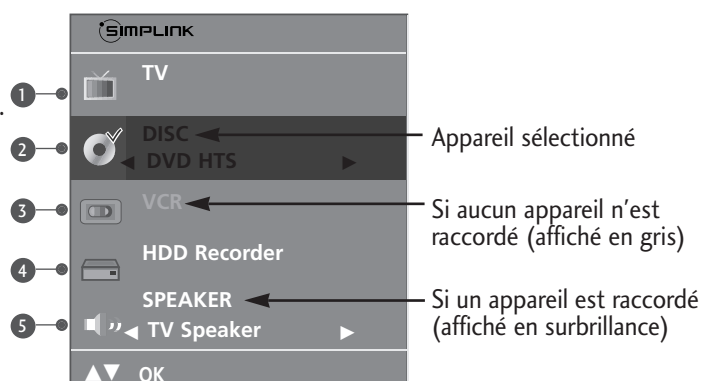 SIMPLINK
1 TV
2 DISC
◄ DVD HTS ►
Appareil sélectionné
3 VCR
Si aucun appareil n’est
raccordé (affiché en gris)
4 HDD Recorder
5 SPEAKER
◄ TV Speaker ►
Si un appareil est raccordé
(affiché en surbrillance)
▲▼ OK